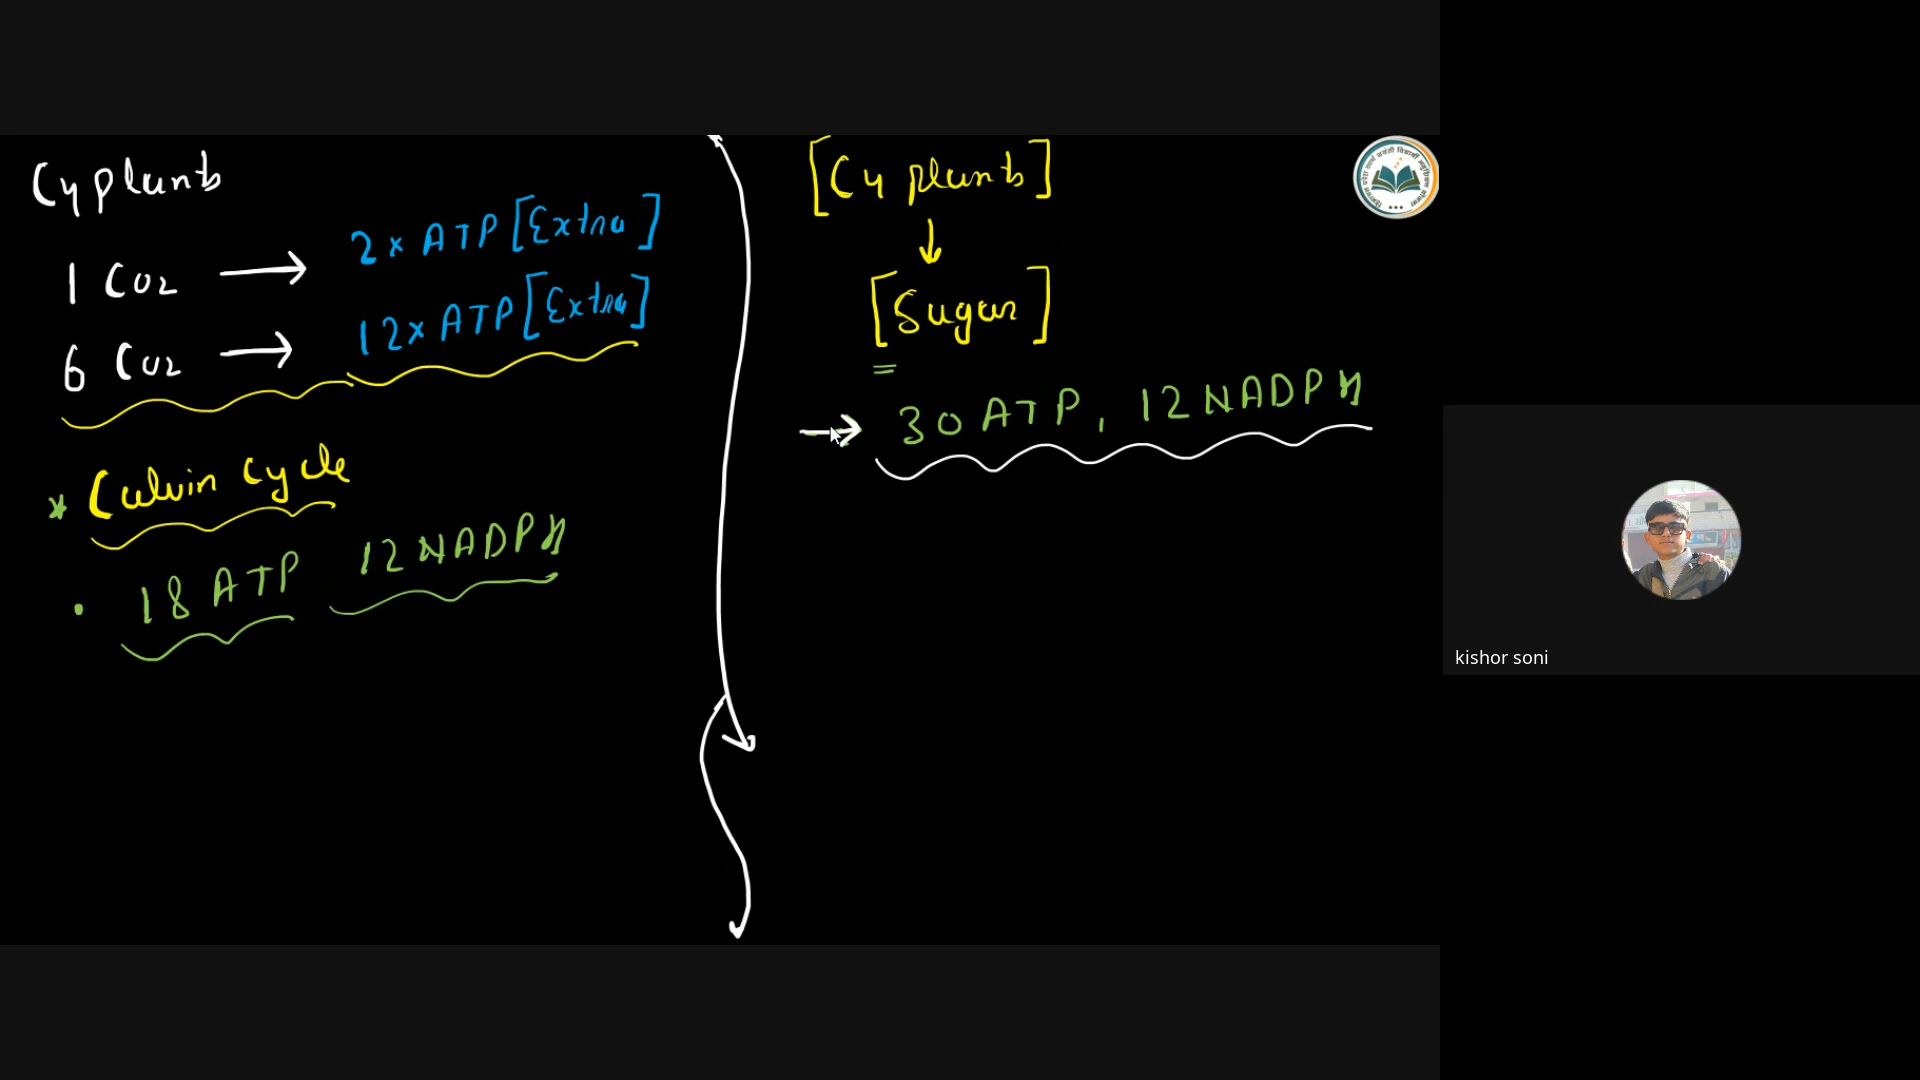 C4 plants
1 CO2 → 2 x ATP [Extra]
6 CO2 → 12 x ATP [Extra]
* Calvin cycle
• 18 ATP 12 NADPH
[C4 plants]
↓
[Sugar]
=
→ 30 ATP, 12 NADPH
kishor soni